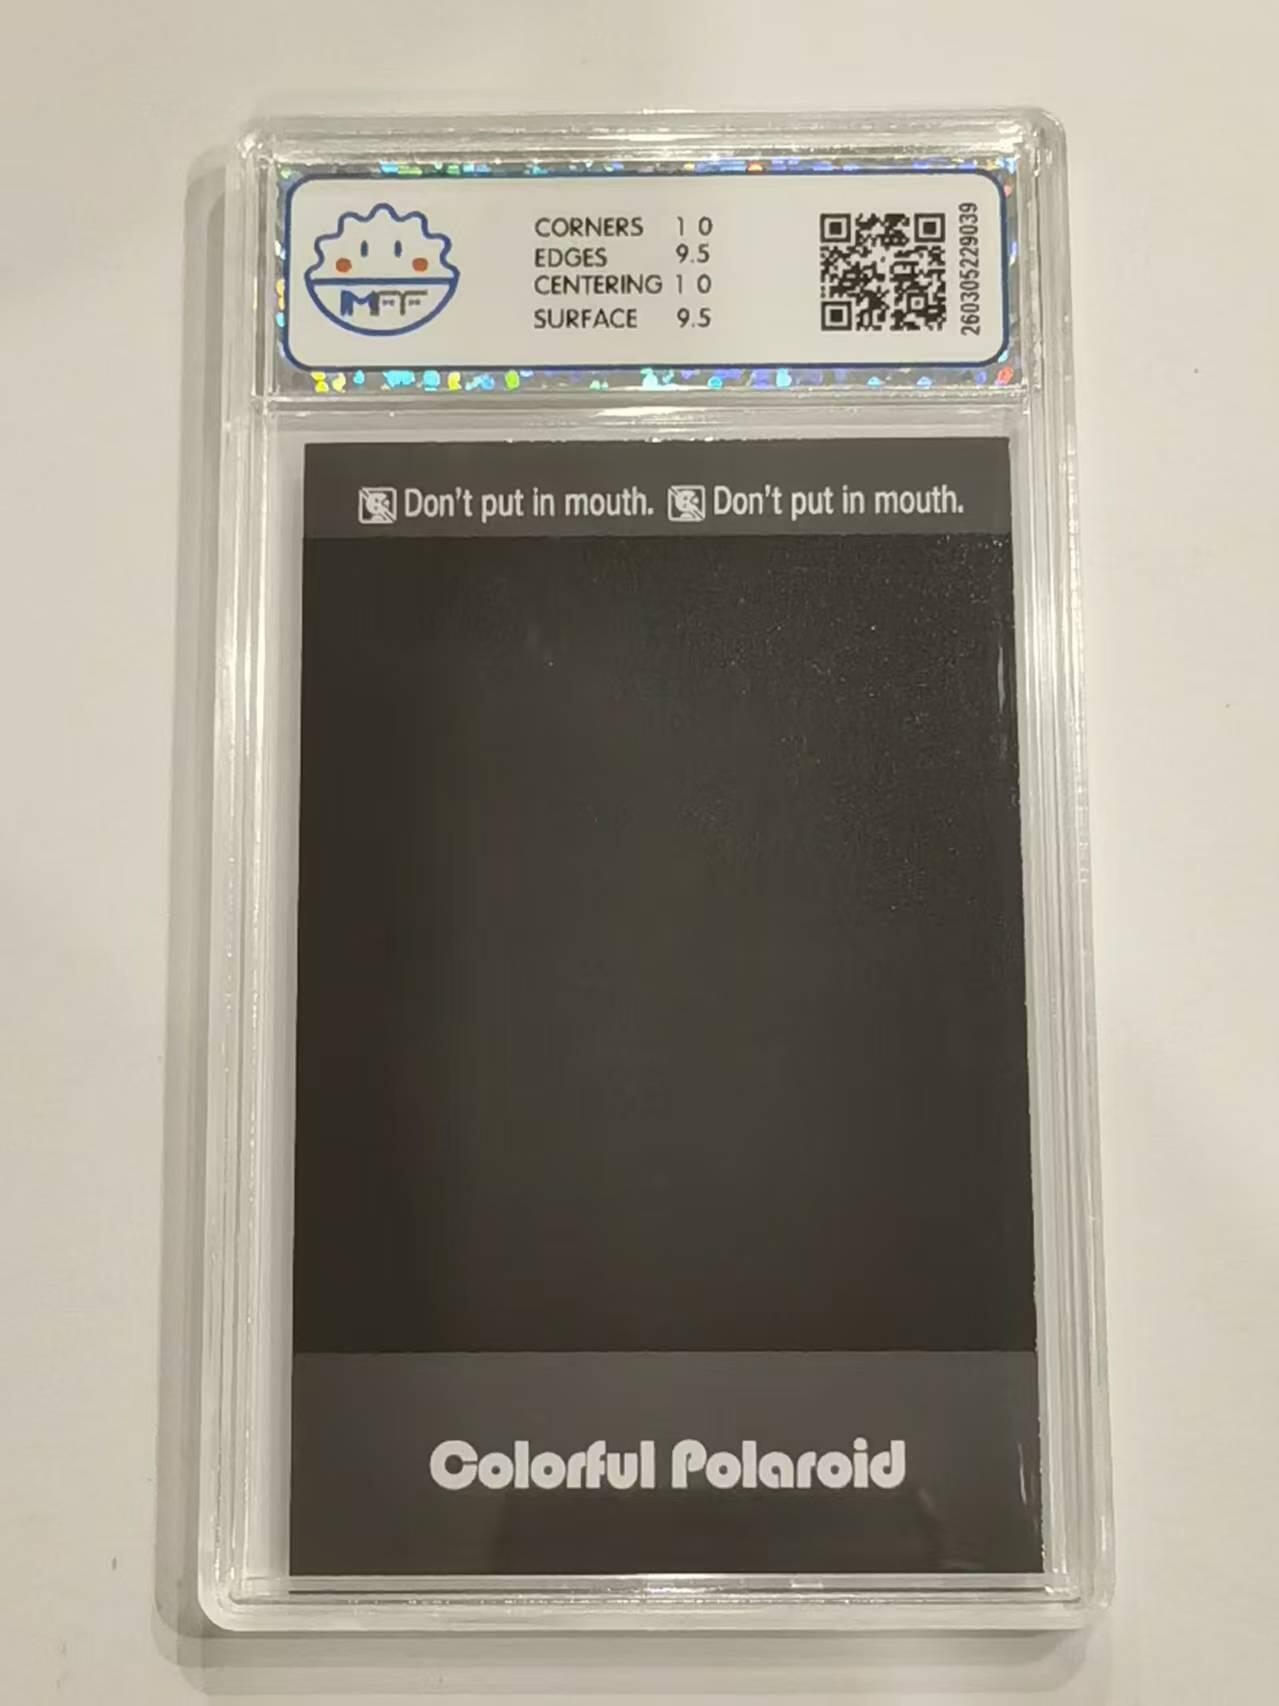 CORNERS 10
EDGES 9.5
CENTERING 10
SURFACE 9.5
2603052229039
Don't put in mouth. Don't put in mouth.
Colorful Polaroid